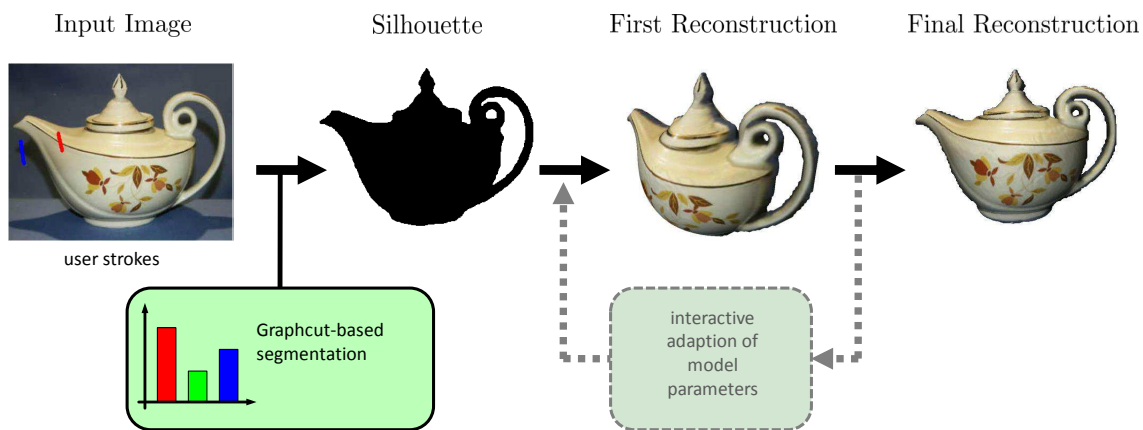 Input Image
Silhouette
First Reconstruction
Final Reconstruction
user strokes
Graphcut-based
segmentation
interactive
adaption of
model
parameters